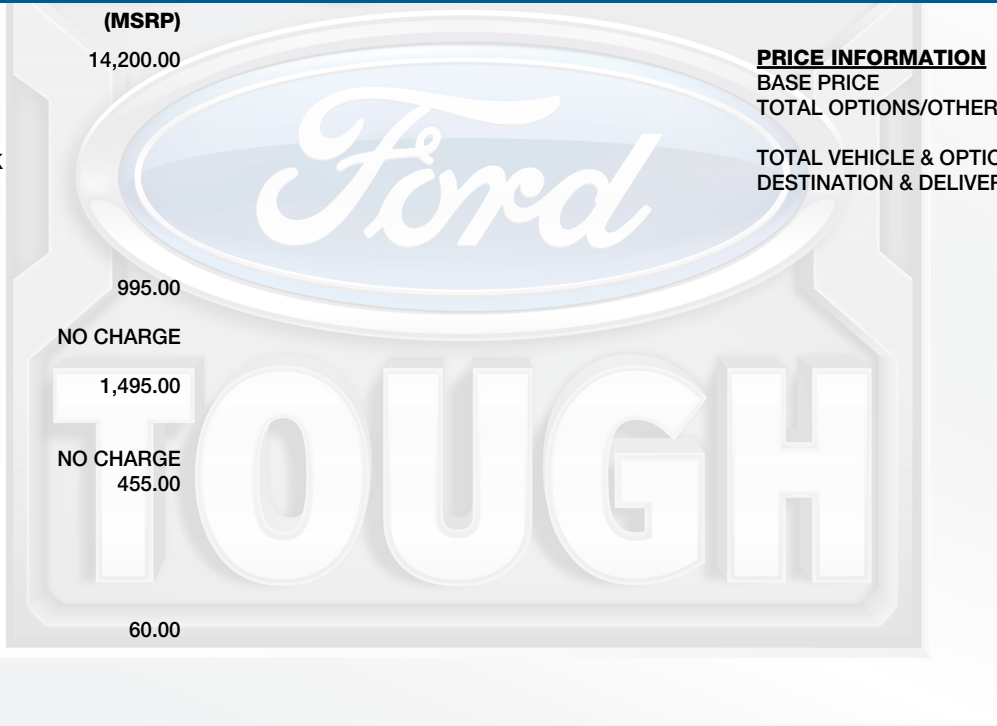 (MSRP)
14,200.00
995.00
NO CHARGE
1,495.00
NO CHARGE
455.00
60.00
PRICE INFORMATION
BASE PRICE
TOTAL OPTIONS/OTHER
TOTAL VEHICLE & OPTIO
DESTINATION & DELIVER
Ford
TOUGH